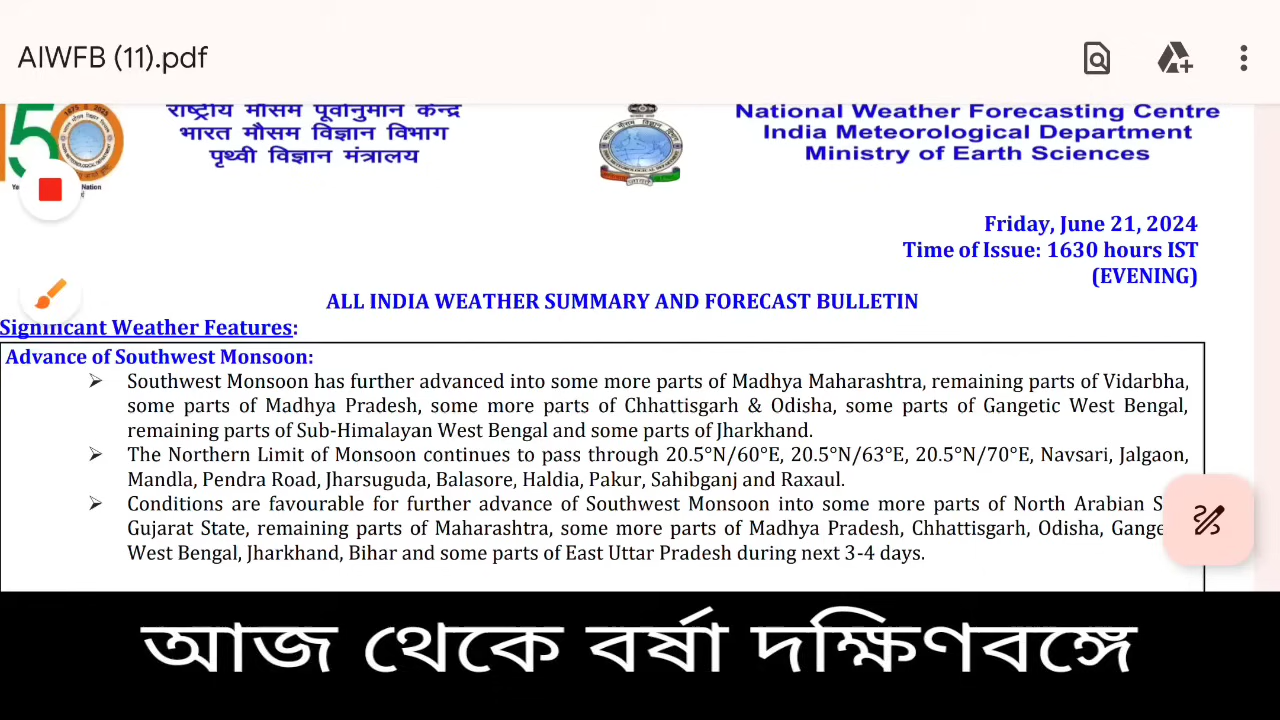 AIWFB (11).pdf
राष्ट्रीय मौसम पूर्वानुमान केन्द्र
भारत मौसम विज्ञान विभाग
पृथ्वी विज्ञान मंत्रालय
National Weather Forecasting Centre
India Meteorological Department
Ministry of Earth Sciences
Friday, June 21, 2024
Time of Issue: 1630 hours IST
(EVENING)
ALL INDIA WEATHER SUMMARY AND FORECAST BULLETIN
Significant Weather Features:
Advance of Southwest Monsoon:
Southwest Monsoon has further advanced into some more parts of Madhya Maharashtra, remaining parts of Vidarbha,
some parts of Madhya Pradesh, some more parts of Chhattisgarh & Odisha, some parts of Gangetic West Bengal,
remaining parts of Sub-Himalayan West Bengal and some parts of Jharkhand.
The Northern Limit of Monsoon continues to pass through 20.5°N/60°E, 20.5°N/63°E, 20.5°N/70°E, Navsari, Jalgaon,
Mandla, Pendra Road, Jharsuguda, Balasore, Haldia, Pakur, Sahibganj and Raxaul.
Conditions are favourable for further advance of Southwest Monsoon into some more parts of North Arabian S
Gujarat State, remaining parts of Maharashtra, some more parts of Madhya Pradesh, Chhattisgarh, Odisha, Gange
West Bengal, Jharkhand, Bihar and some parts of East Uttar Pradesh during next 3-4 days.
আজ থেকে বর্ষা দক্ষিণবঙ্গে